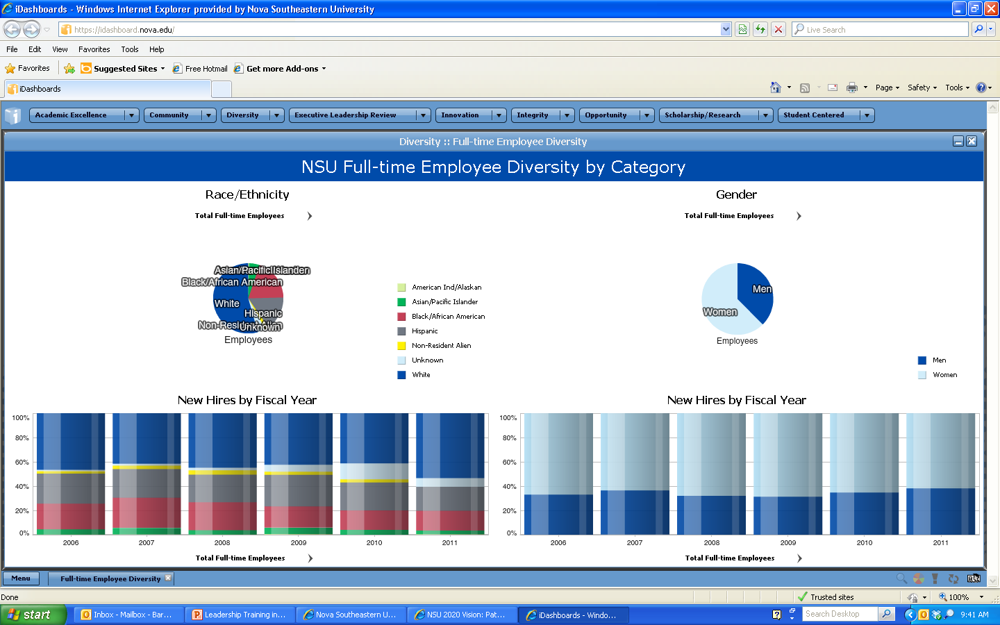 iDashboards - Windows Internet Explorer provided by Nova Southeastern University
https://idashboard.nova.edu/
Live Search
File Edit View Favorites Tools Help
Favorites Suggested Sites Free Hotmail Get more Add-ons
iDashboards
Page Safety Tools
Academic Excellence Community Diversity Executive Leadership Review Innovation Integrity Opportunity Scholarship/Research Student Centered
Diversity :: Full-time Employee Diversity
NSU Full-time Employee Diversity by Category
Race/Ethnicity
Total Full-time Employees
Asian/Pacific Islander
Black/African American
White
Hispanic
Non-Resident Alien
Unknown
Employees
American Ind/Alaskan
Asian/Pacific Islander
Black/African American
Hispanic
Non-Resident Alien
Unknown
White
Gender
Total Full-time Employees
Men
Women
Employees
Men
Women
New Hires by Fiscal Year
100%
80%
60%
40%
20%
0%
2006 2007 2008 2009 2010 2011
Total Full-time Employees
New Hires by Fiscal Year
100%
80%
60%
40%
20%
0%
2006 2007 2008 2009 2010 2011
Total Full-time Employees
Menu Full-time Employee Diversity
Done Trusted sites 100%
start Inbox - Mailbox - Bar... Leadership Training in... Nova Southeastern U... NSU 2020 Vision: Pat... iDashboards - Windo... Search Desktop 9:41 AM